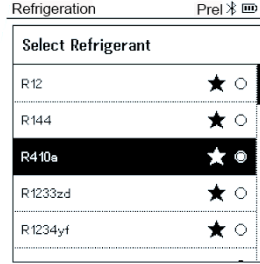 Refrigeration Prel
Select Refrigerant
R12
R144
R410a
R1233zd
R1234yf